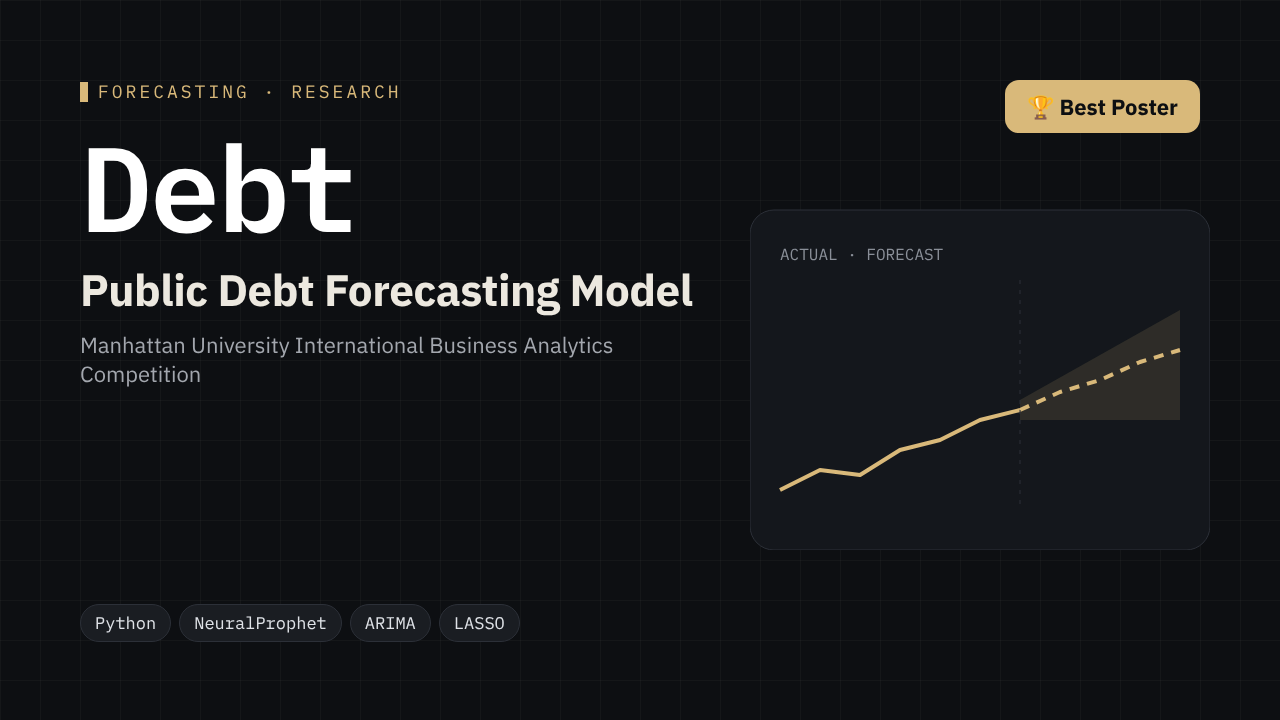 FORECASTING · RESEARCH
🏆 Best Poster
Debt
Public Debt Forecasting Model
Manhattan University International Business Analytics
Competition
ACTUAL · FORECAST
Python
NeuralProphet
ARIMA
LASSO